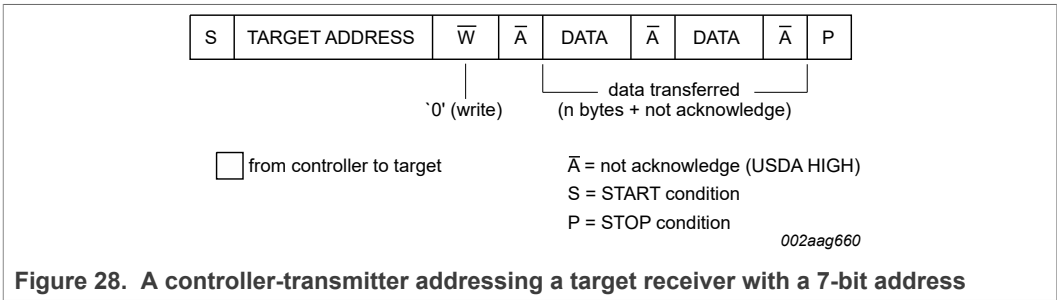 S TARGET ADDRESS W̅ A̅ DATA A̅ DATA A̅ P
data transferred
`0' (write) (n bytes + not acknowledge)
from controller to target
A̅ = not acknowledge (USDA HIGH)
S = START condition
P = STOP condition
002aag660
Figure 28. A controller-transmitter addressing a target receiver with a 7-bit address